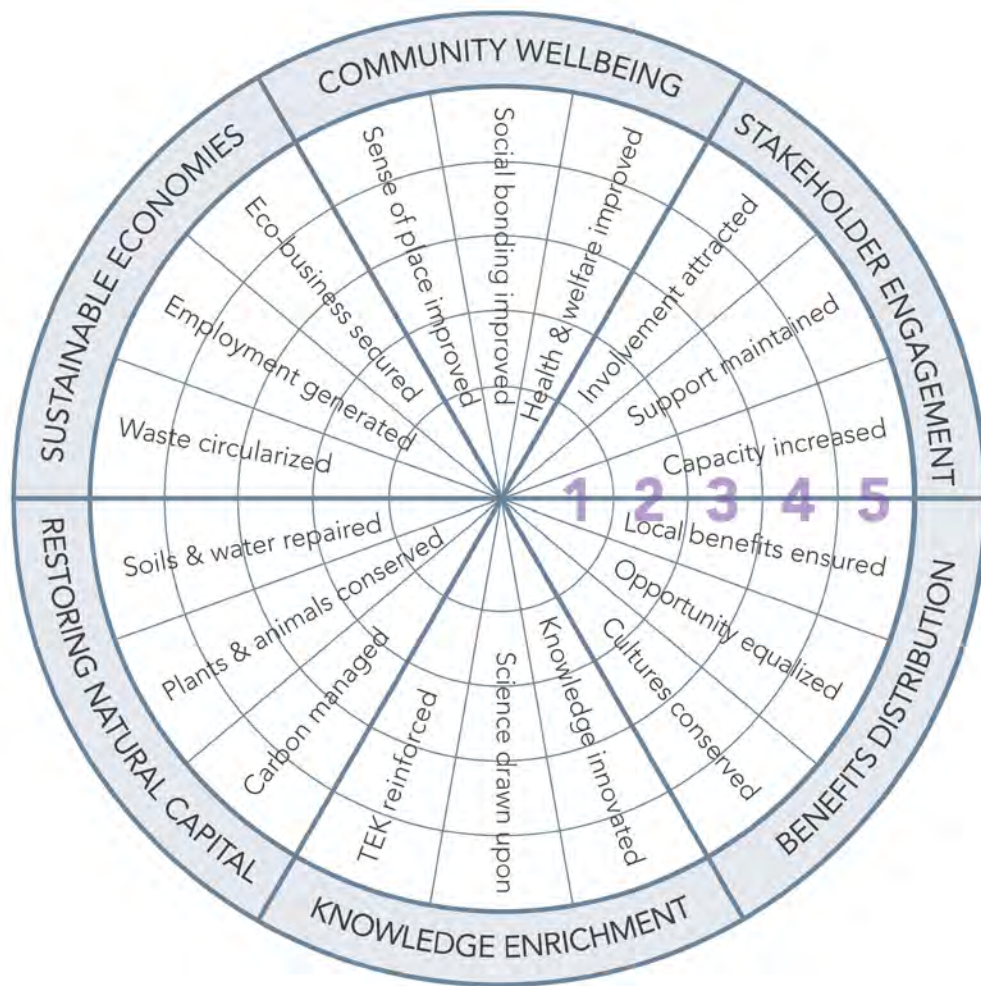 COMMUNITY WELLBEING
Sense of place improved
Social bonding improved
Health & welfare improved
STAKEHOLDER ENGAGEMENT
Involvement attracted
Support maintained
Capacity increased
1 2 3 4 5
BENEFITS DISTRIBUTION
Local benefits ensured
Opportunity equalized
Cultures conserved
KNOWLEDGE ENRICHMENT
Knowledge innovated
Science drawn upon
TEK reinforced
RESTORING NATURAL CAPITAL
Carbon managed
Plants & animals conserved
Soils & water repaired
SUSTAINABLE ECONOMIES
Waste circularized
Employment generated
Eco-business secured